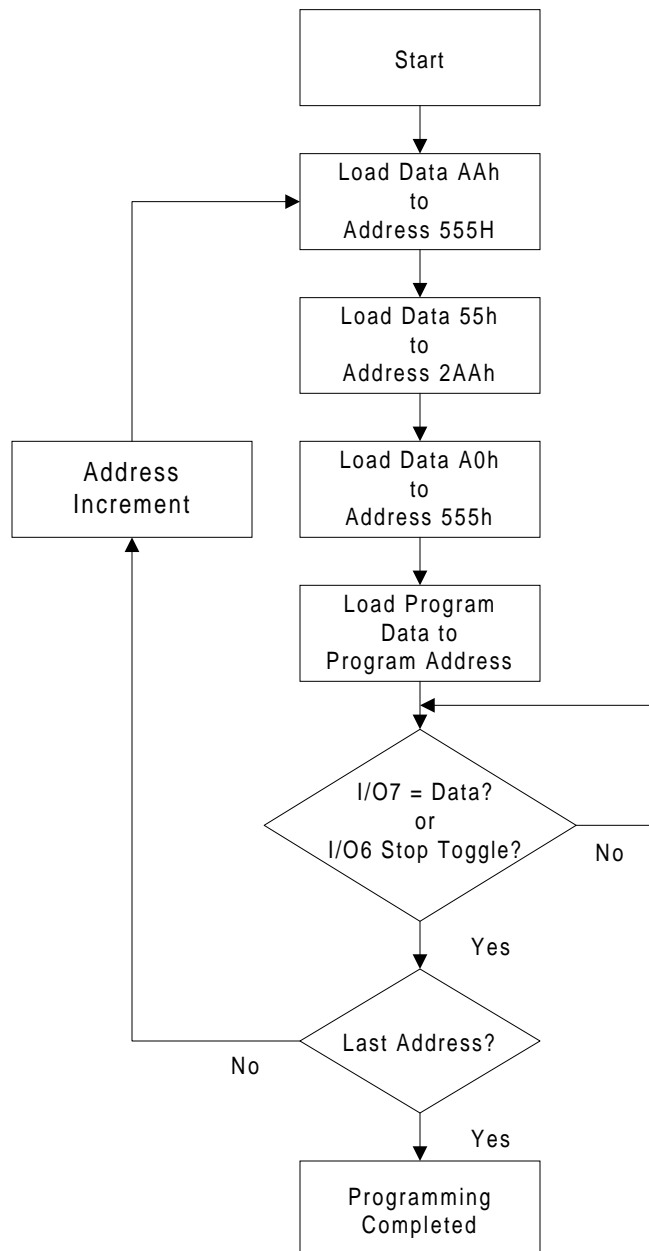 Start
Load Data AAh
to
Address 555H
Load Data 55h
to
Address 2AAh
Address
Increment
Load Data A0h
to
Address 555h
Load Program
Data to
Program Address
I/O7 = Data?
or
I/O6 Stop Toggle?
No
Yes
Last Address?
No
Yes
Programming
Completed